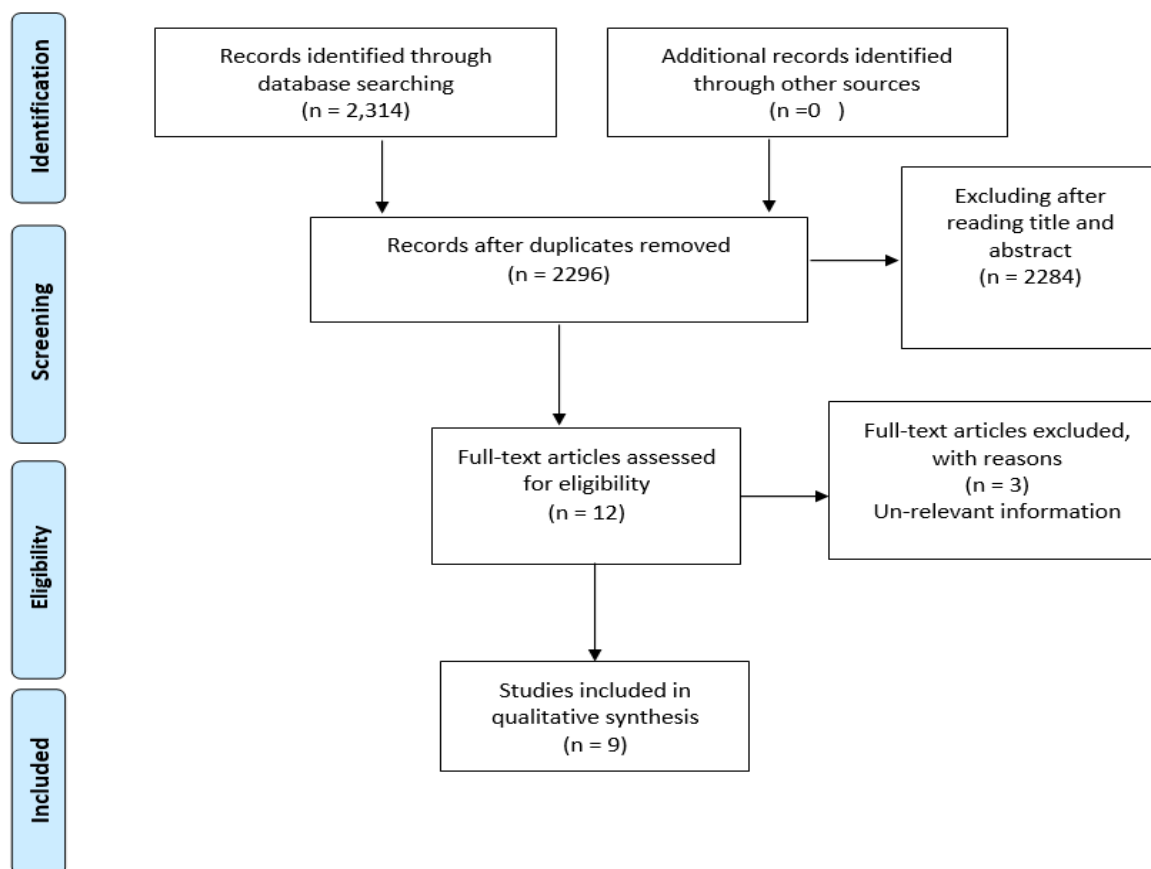 Identification
Records identified through
database searching
(n = 2,314)
Additional records identified
through other sources
(n =0   )
Screening
Records after duplicates removed
(n = 2296)
Excluding after
reading title and
abstract
(n = 2284)
Eligibility
Full-text articles assessed
for eligibility
(n = 12)
Full-text articles excluded,
with reasons
(n = 3)
Un-relevant information
Included
Studies included in
qualitative synthesis
(n = 9)